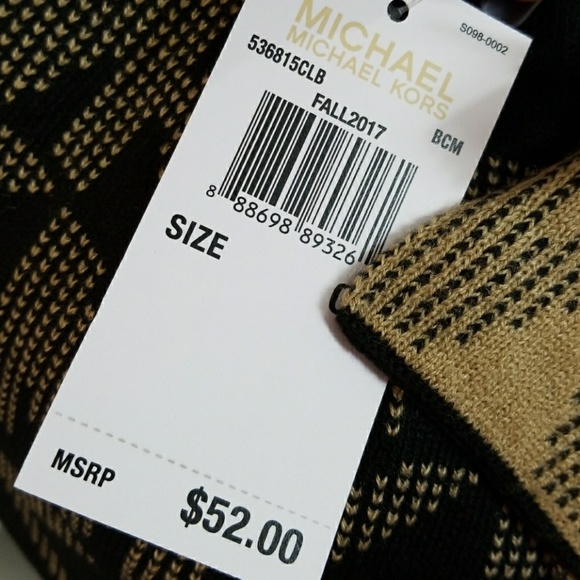 MICHAEL
MICHAEL KORS
S098-0002
536815CLB
FALL2017
BCM
8 88698 89326
SIZE
MSRP
$52.00